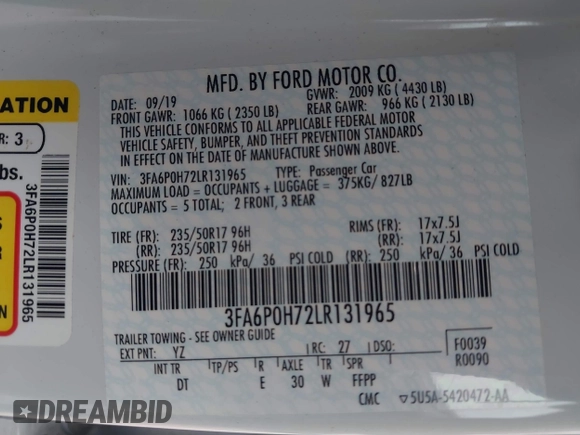 MFD. BY FORD MOTOR CO.
DATE: 09/19 GVWR: 2009 KG ( 4430 LB)
FRONT GAWR: 1066 KG ( 2350 LB) REAR GAWR: 966 KG ( 2130 LB)
THIS VEHICLE CONFORMS TO ALL APPLICABLE FEDERAL MOTOR
VEHICLE SAFETY, BUMPER, AND THEFT PREVENTION STANDARDS
IN EFFECT ON THE DATE OF MANUFACTURE SHOWN ABOVE.
VIN: 3FA6P0H72LR131965 TYPE: Passenger Car
MAXIMUM LOAD = OCCUPANTS + LUGGAGE = 375KG/ 827LB
OCCUPANTS = 5 TOTAL; 2 FRONT, 3 REAR
TIRE (FR): 235/50R17 96H RIMS (FR): 17x7.5J
TIRE (RR): 235/50R17 96H (RR): 17x7.5J
PRESSURE (FR): 250 kPa/ 36 PSI COLD (RR): 250 kPa/ 36 PSI COLD
3FA6P0H72LR131965
TRAILER TOWING - SEE OWNER GUIDE
EXT PNT: YZ RC: 27 DSO: F0039
R0090
INT TR TP/PS R AXLE TR SPR
DT E 30 W FFPP
CMC 5U5A-5420472-AA
ATION
R: 3
bs.
S
R
3FA6P0H72LR131965
DREAMBID